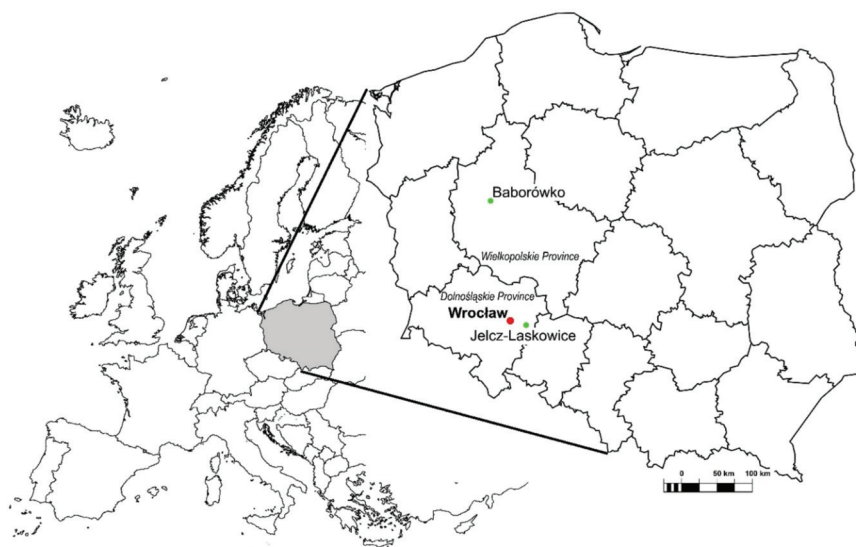 Baborówko
Wielkopolskie Province
Dolnośląskie Province
Wrocław
Jelcz-Laskowice
0 50 km 100 km